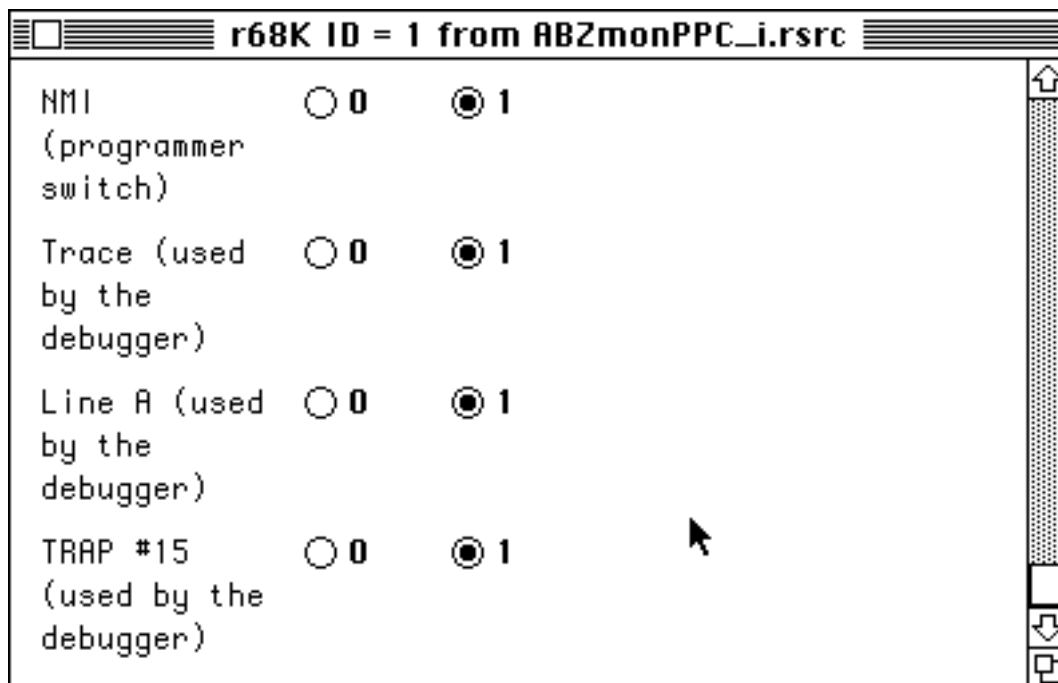 r68K ID = 1 from ABZmonPPC_i.rsrc
NMI 0 1
(programmer
switch)
Trace (used 0 1
by the
debugger)
Line A (used 0 1
by the
debugger)
TRAP #15 0 1
(used by the
debugger)